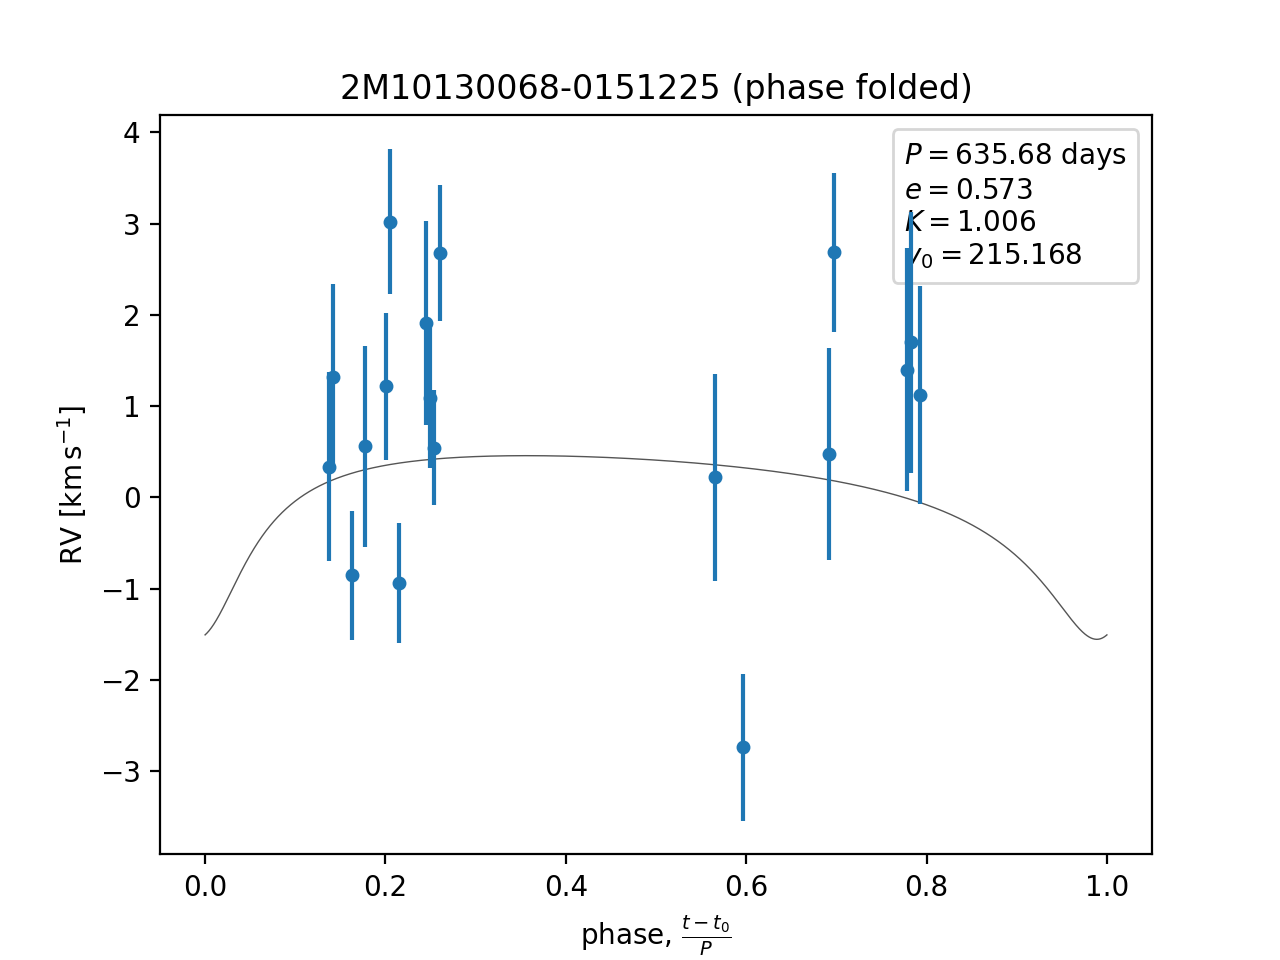 2M10130068-0151225 (phase folded)
P = 635.68 days
e = 0.573
K = 1.006
v₀ = 215.168
4
3
2
1
0
−1
−2
−3
RV [km s⁻¹]
0.0 0.2 0.4 0.6 0.8 1.0
phase, (t − t₀)/P